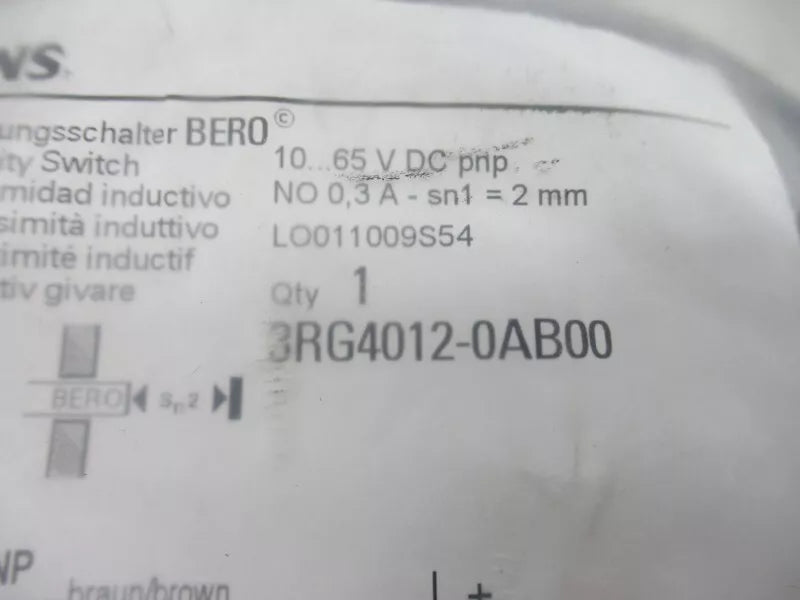 NS
ungsschalter BERO©
ity Switch
10...65 V DC pnp
midad inductivo
NO 0,3 A - sn1 = 2 mm
simità induttivo
LO011009S54
imité inductif
tiv givare
Qty 1
3RG4012-0AB00
BERO sn2
NP
braun/brown
L +